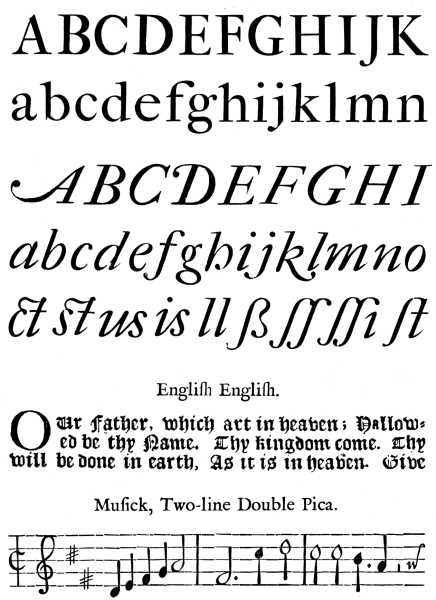 ABCDEFGHIJK
abcdefghijklmn
ABCDEFGHI
abcdefghijklmno
ct st us is ll ß ſſ ſſi ſt
Engliſh Engliſh.
OUr Father, which art in heaven; Hallow-
ed be thy Name. Thy kingdom come. Thy
will be done in earth, As it is in heaven. Give
Muſick, Two-line Double Pica.